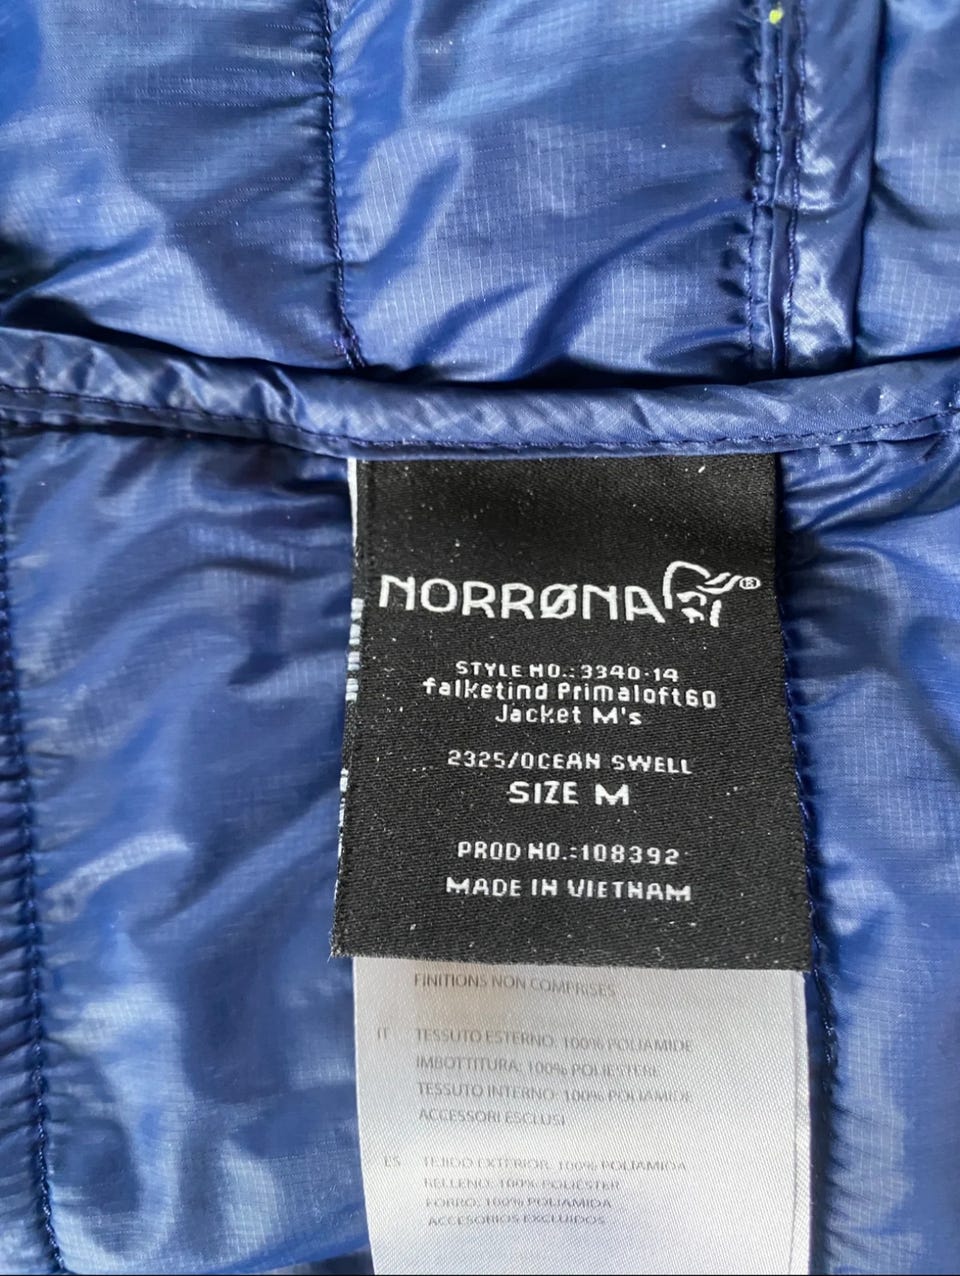 NORRØNA®
STYLE NO.:3340-14
falketind Primaloft60
Jacket M's
2325/OCEAN SWELL
SIZE M
PROD NO.:108392
MADE IN VIETNAM
FINITIONS NON COMPRISES
IT TESSUTO ESTERNO: 100% POLIAMIDE
IMBOTTITURA: 100% POLIESTERE
TESSUTO INTERNO: 100% POLIAMIDE
ACCESSORI ESCLUSI
ES TEJIDO EXTERIOR: 100% POLIAMIDA
RELLENO: 100% POLIÉSTER
FORRO: 100% POLIAMIDA
ACCESORIOS EXCLUIDOS